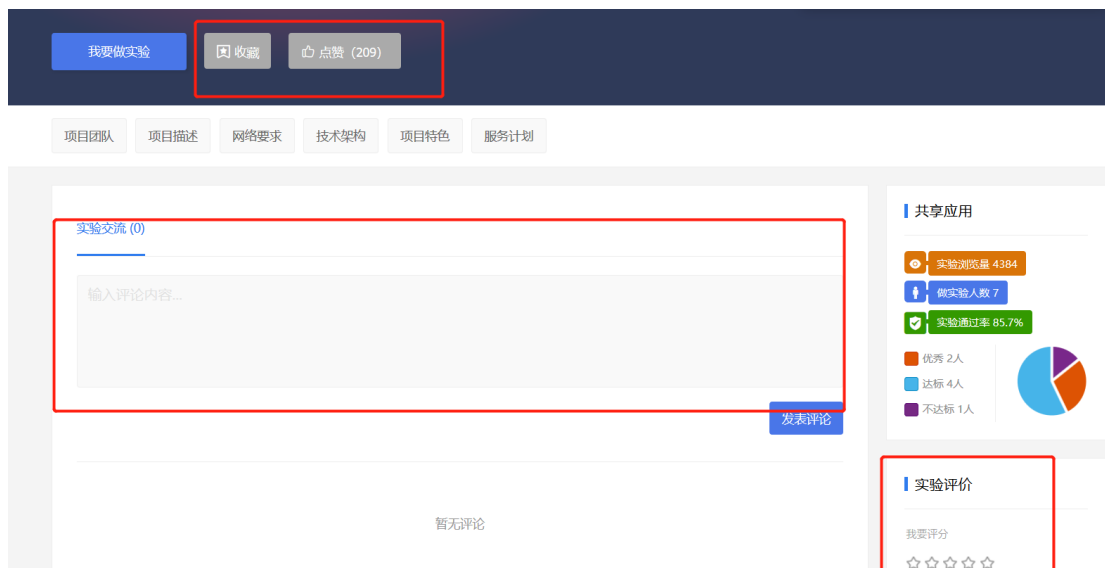 我要做实验 收藏 点赞（209）
项目团队 项目描述 网络要求 技术架构 项目特色 服务计划
实验交流 (0)
输入评论内容...
发表评论
暂无评论
共享应用
实验浏览量 4384
做实验人数 7
实验通过率 85.7%
优秀 2人
达标 4人
不达标 1人
实验评价
我要评分